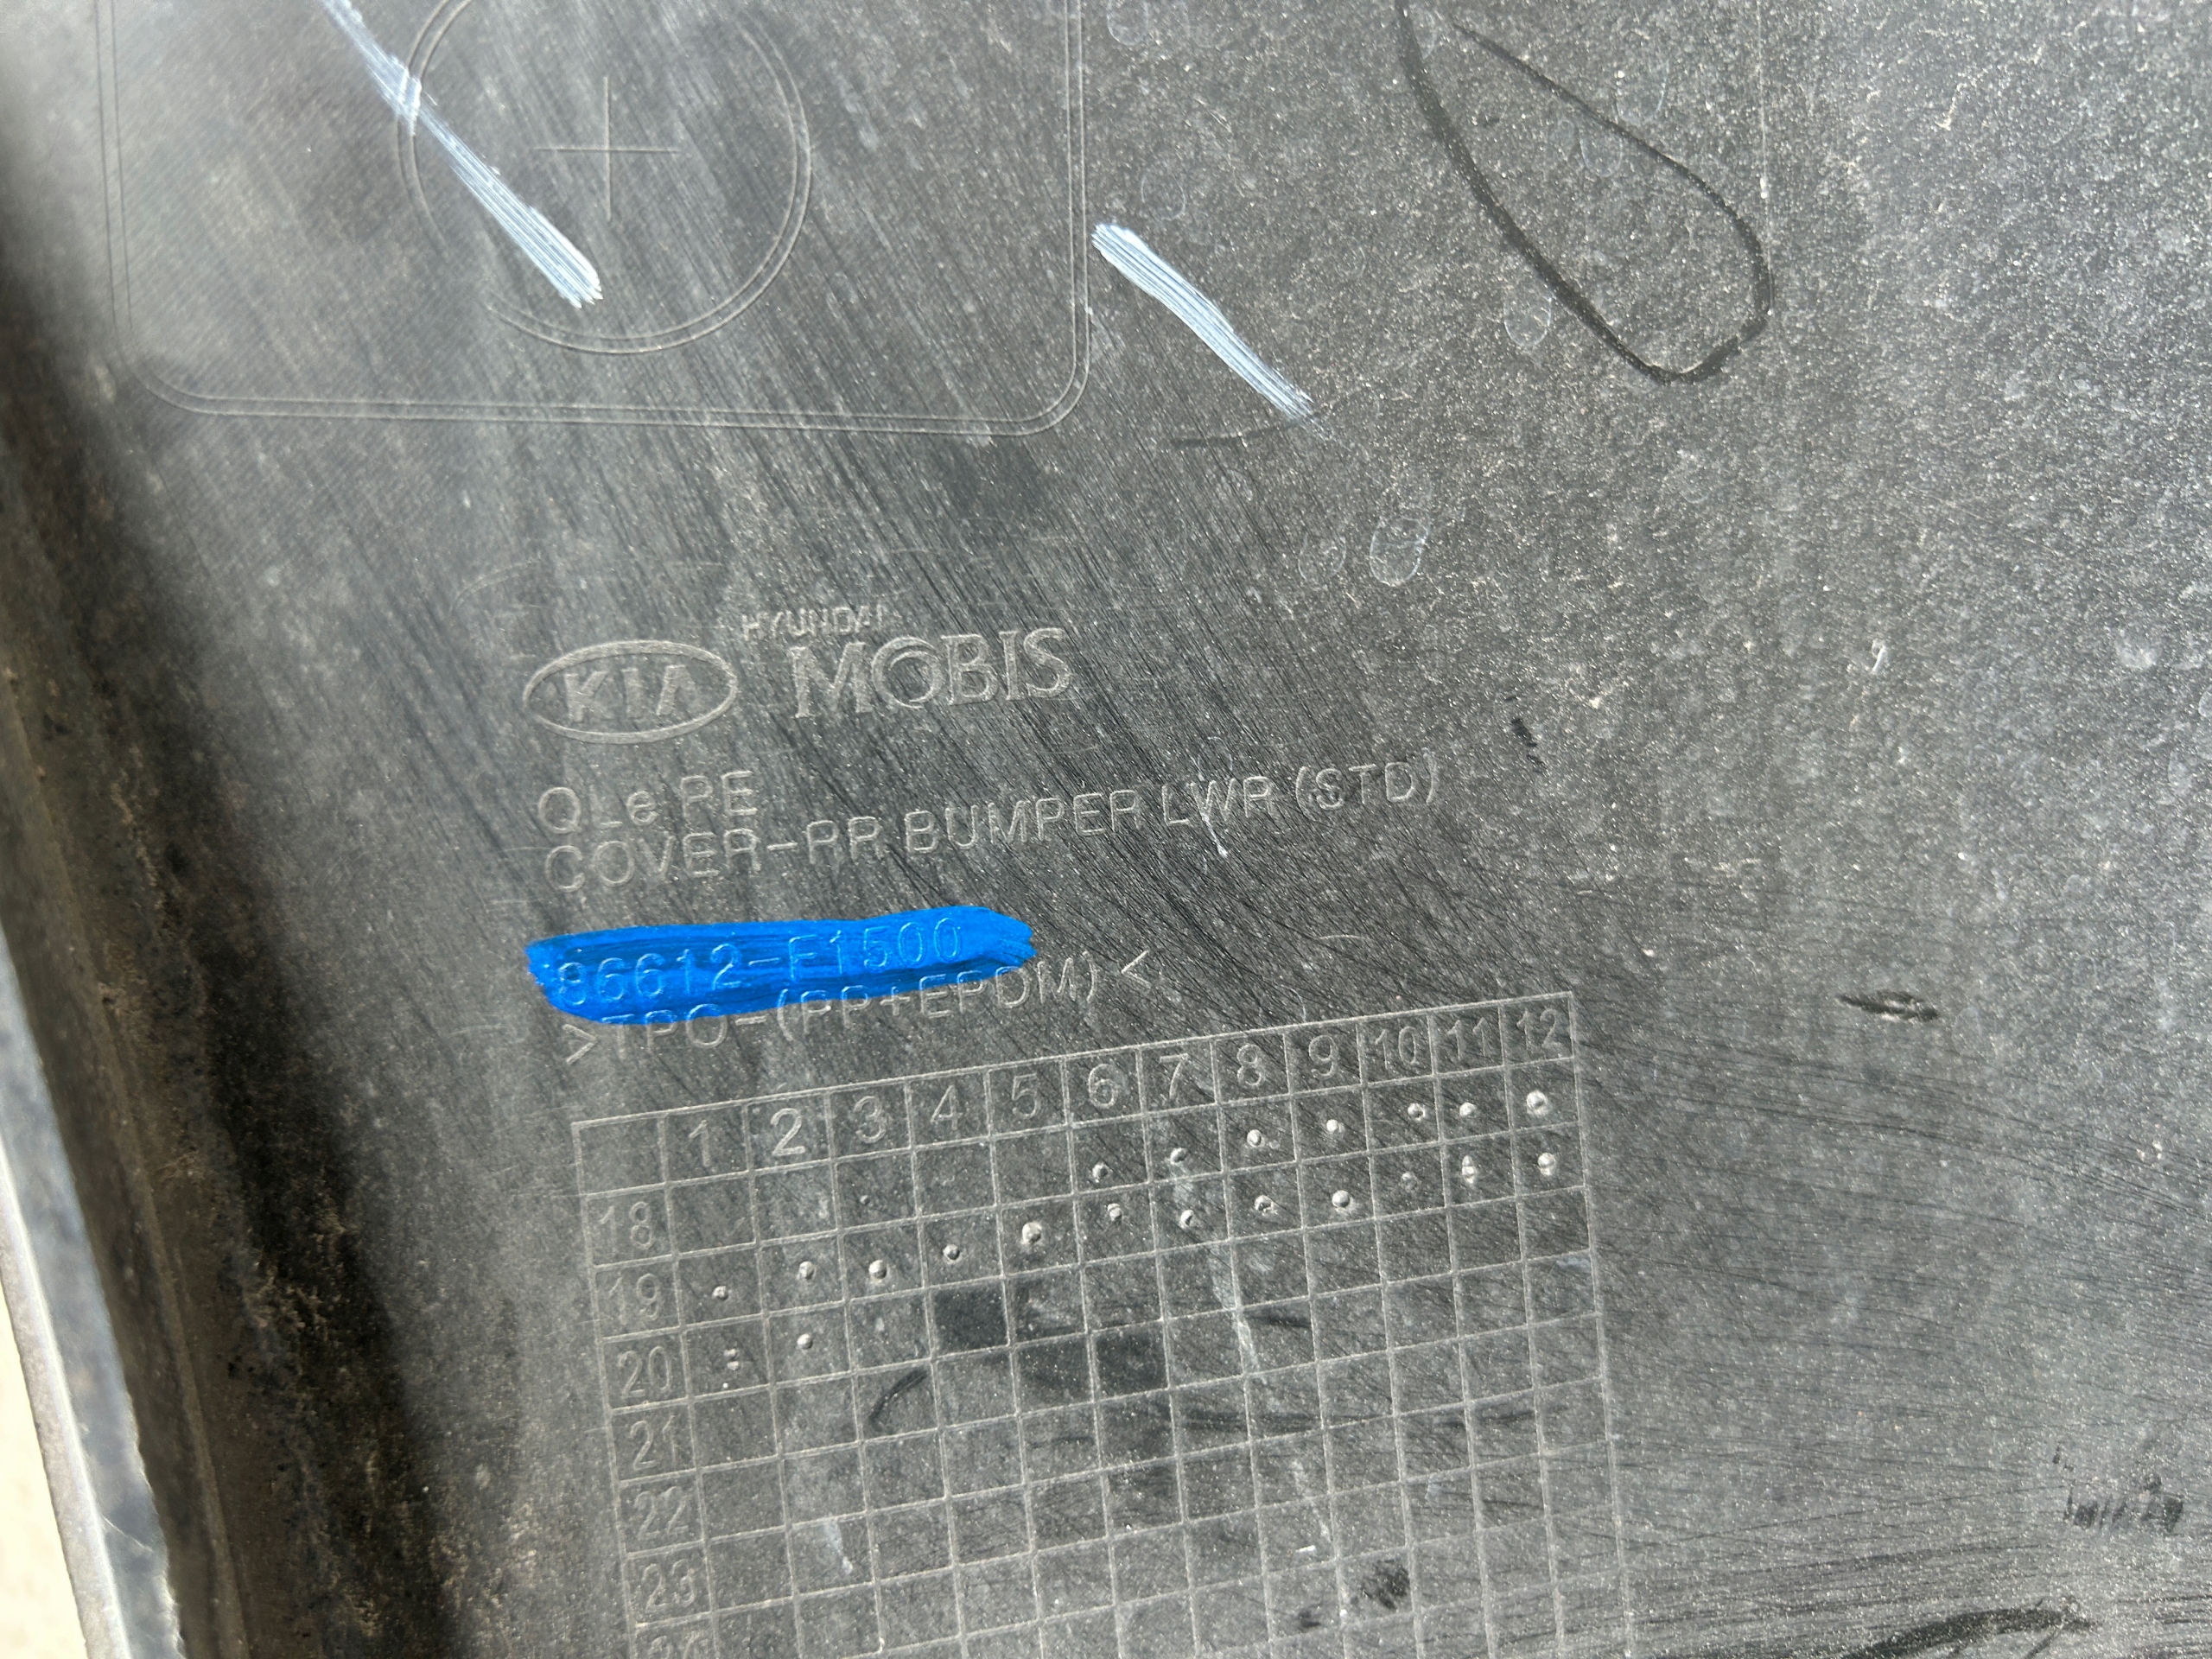 HYUNDAI
KIA MOBIS
QLe PE
COVER-RR BUMPER LWR (STD)
86612-F1500
>TPO-(PP+EPDM)<
1 2 3 4 5 6 7 8 9 10 11 12
18
19
20
21
22
23